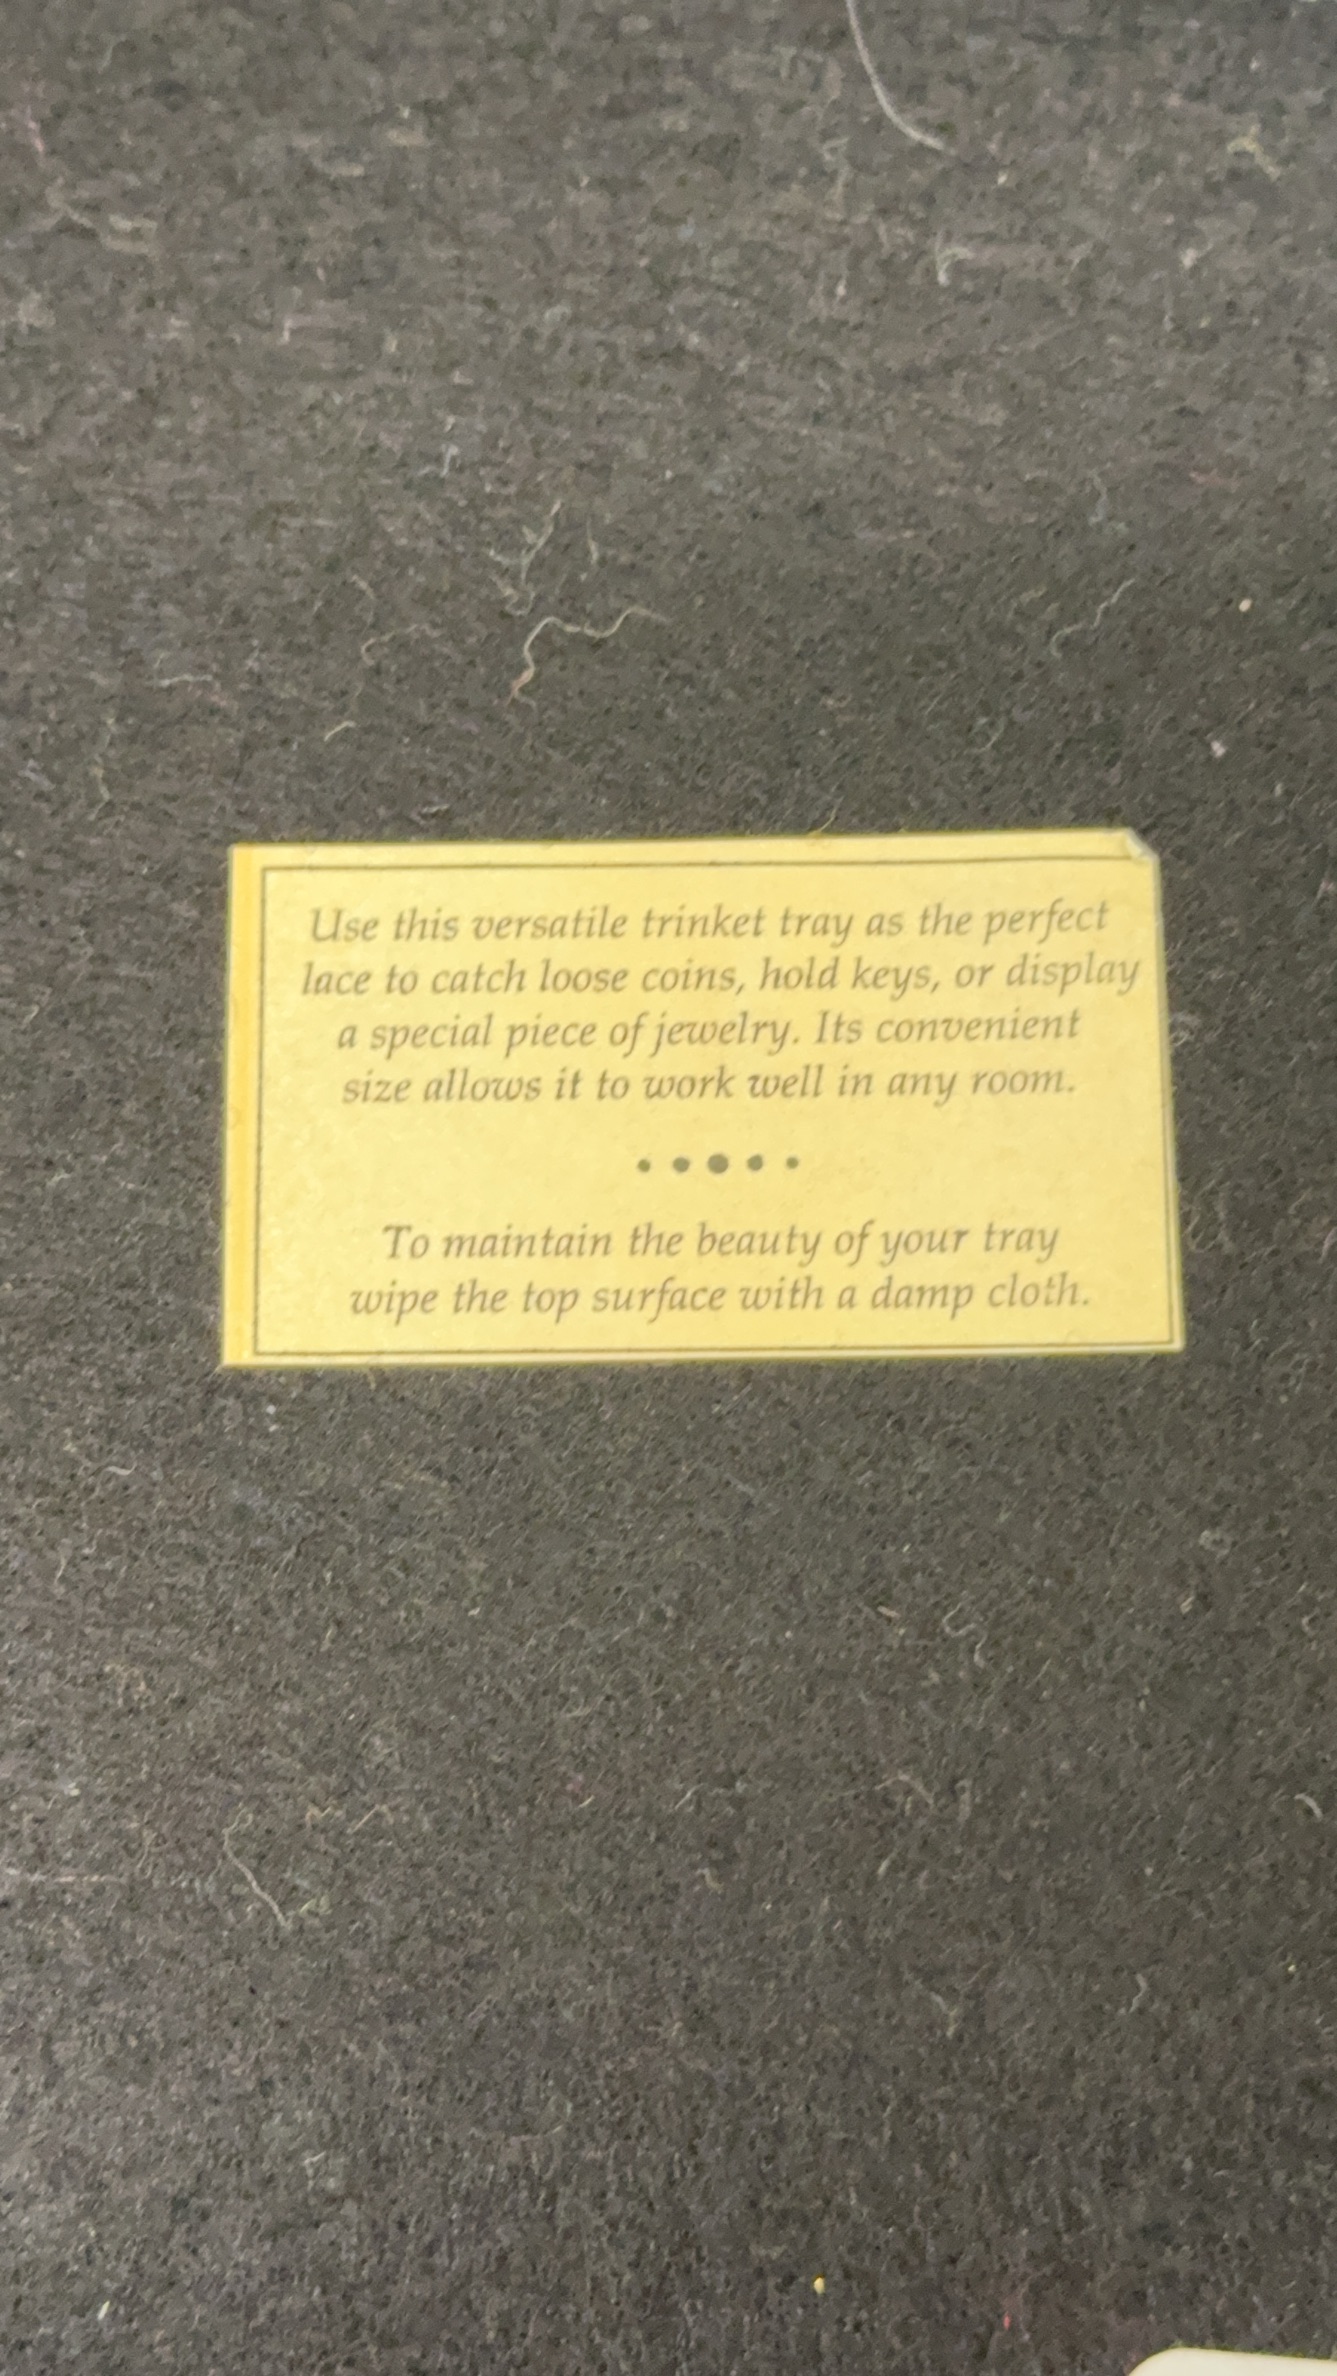 Use this versatile trinket tray as the perfect
lace to catch loose coins, hold keys, or display
a special piece of jewelry. Its convenient
size allows it to work well in any room.
To maintain the beauty of your tray
wipe the top surface with a damp cloth.